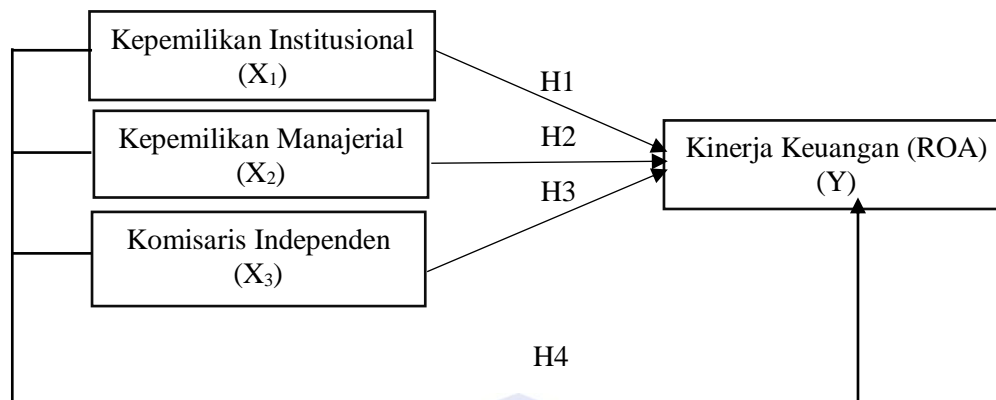 Kepemilikan Institusional
(X₁)
H1
Kepemilikan Manajerial
(X₂)
H2
Kinerja Keuangan (ROA)
(Y)
H3
Komisaris Independen
(X₃)
H4